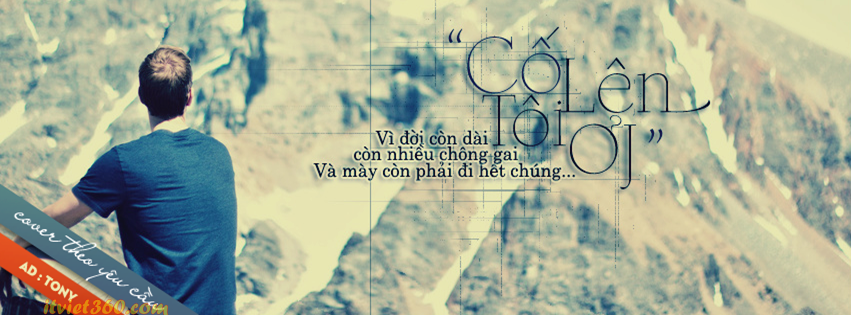 “Cố Lên
Tôi Ơi”
Vì đời còn dài
còn nhiều chông gai
Và mày còn phải đi hết chúng...
cover theo yêu cầu
AD : TONY
itviet360.com